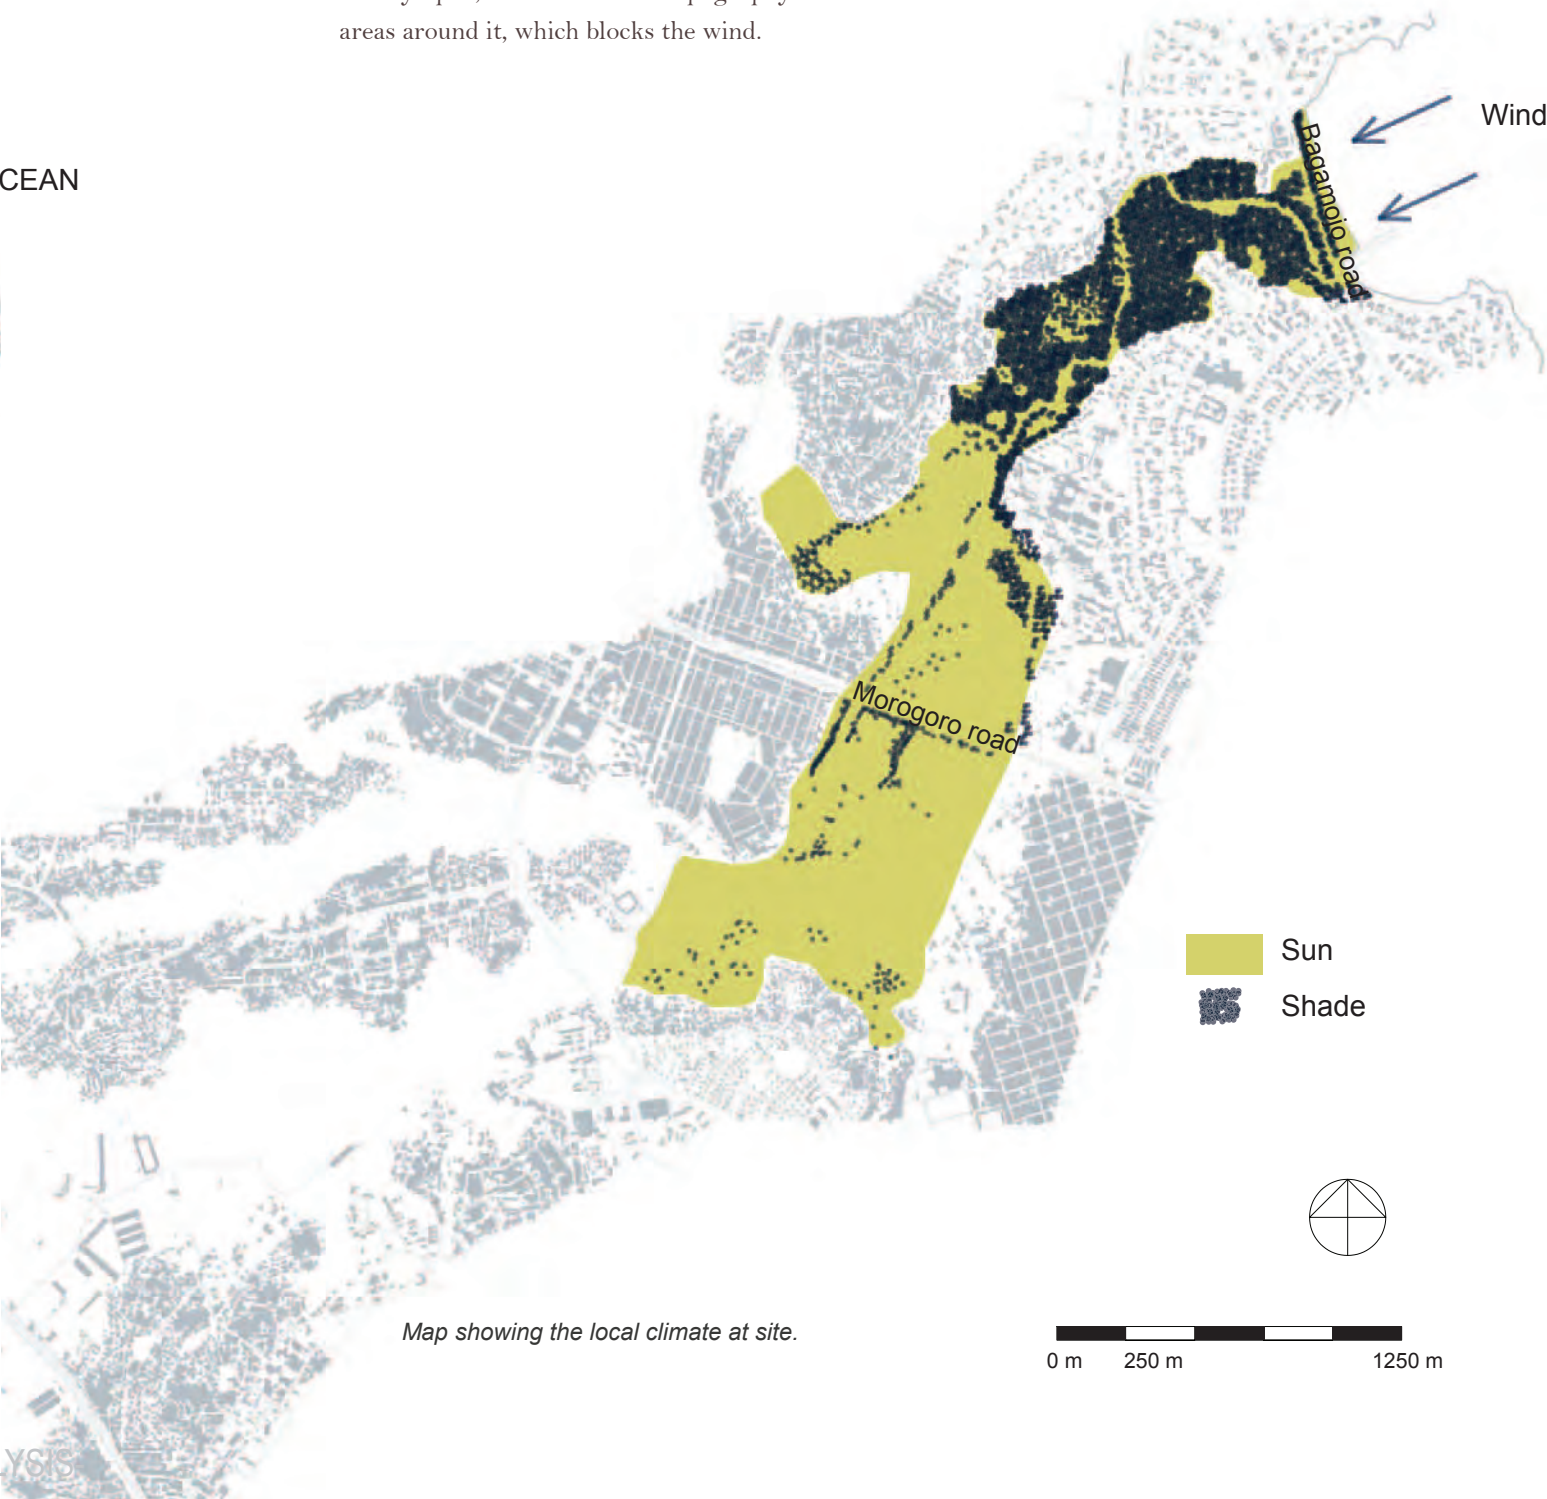 areas around it, which blocks the wind.
Wind
CEAN
Bagamoio road
Morogoro road
Sun
Shade
Map showing the local climate at site.
0 m 250 m 1250 m
YSIS